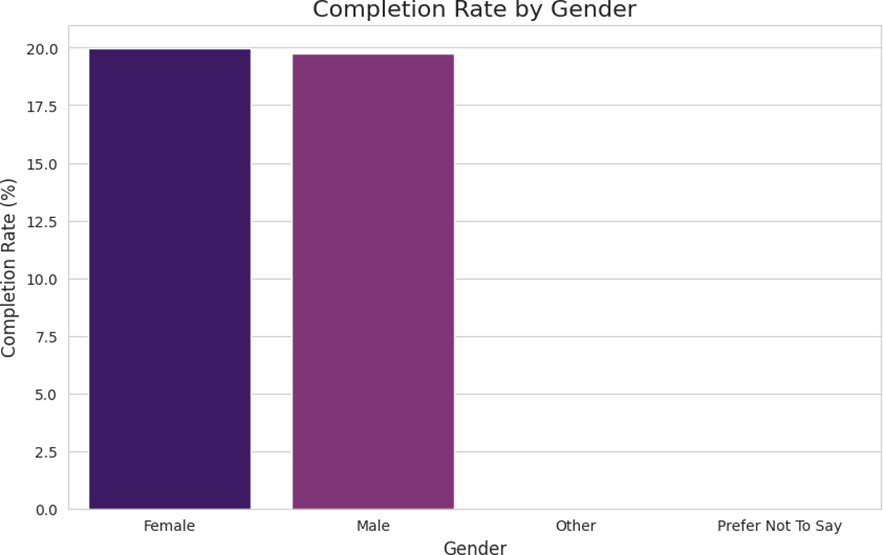 Completion Rate by Gender
Completion Rate (%)
20.0
17.5
15.0
12.5
10.0
7.5
5.0
2.5
0.0
Female Male Other Prefer Not To Say
Gender